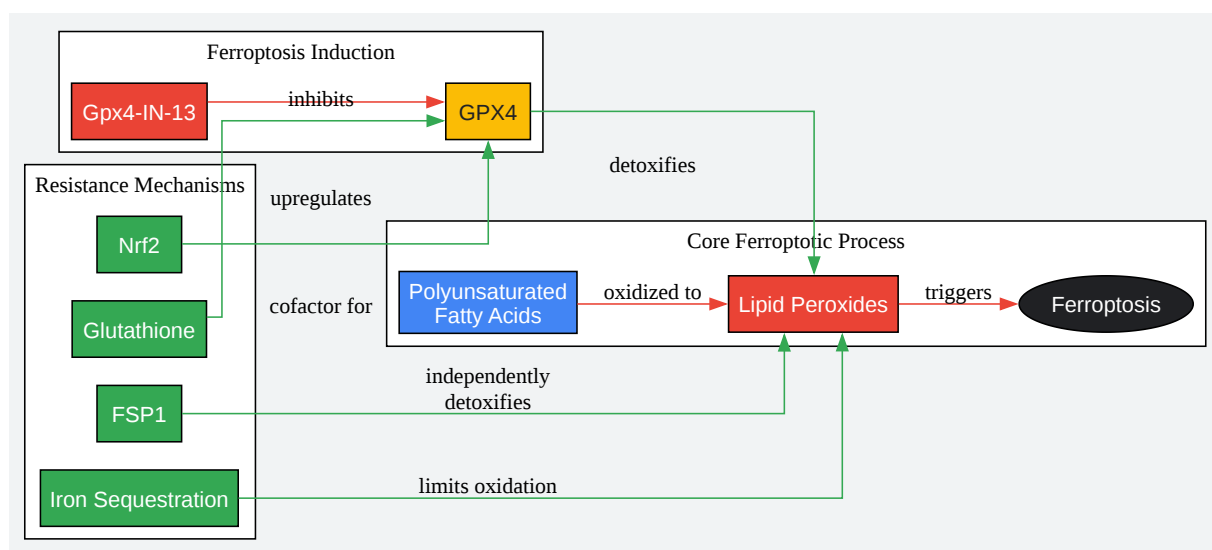 Ferroptosis Induction
Gpx4-IN-13
inhibits
GPX4
detoxifies
Resistance Mechanisms
upregulates
Nrf2
Core Ferroptotic Process
Polyunsaturated
Fatty Acids
oxidized to
Lipid Peroxides
triggers
Ferroptosis
cofactor for
Glutathione
independently
detoxifies
FSP1
limits oxidation
Iron Sequestration